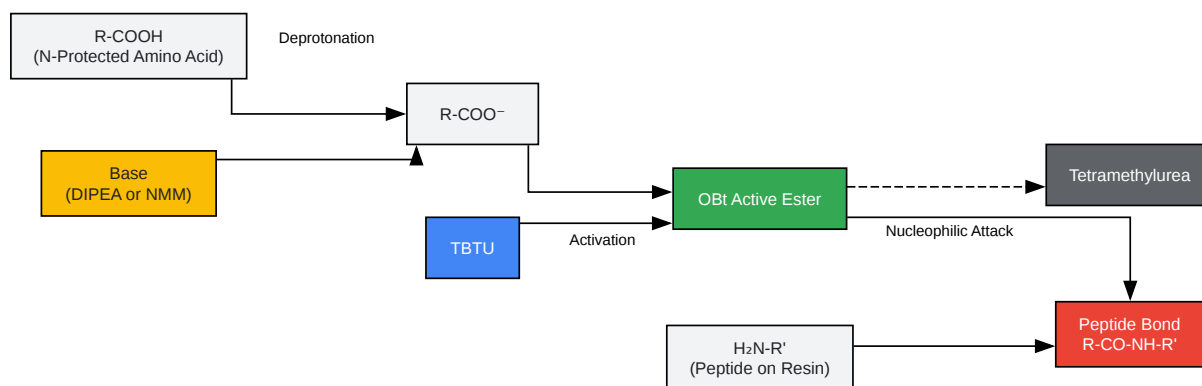 R-COOH
(N-Protected Amino Acid)
Deprotonation
R-COO⁻
Base
(DIPEA or NMM)
Tetramethylurea
OBt Active Ester
TBTU
Activation
Nucleophilic Attack
Peptide Bond
R-CO-NH-R'
H₂N-R'
(Peptide on Resin)